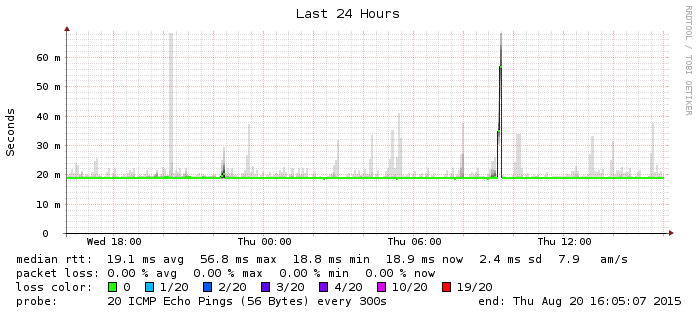 Last 24 Hours
RRDTOOL / TOBI OETIKER
Seconds
60 m
50 m
40 m
30 m
20 m
10 m
0
Wed 18:00 Thu 00:00 Thu 06:00 Thu 12:00
median rtt: 19.1 ms avg 56.8 ms max 18.8 ms min 18.9 ms now 2.4 ms sd 7.9 am/s
packet loss: 0.00 % avg 0.00 % max 0.00 % min 0.00 % now
loss color: 0 1/20 2/20 3/20 4/20 10/20 19/20
probe: 20 ICMP Echo Pings (56 Bytes) every 300s end: Thu Aug 20 16:05:07 2015